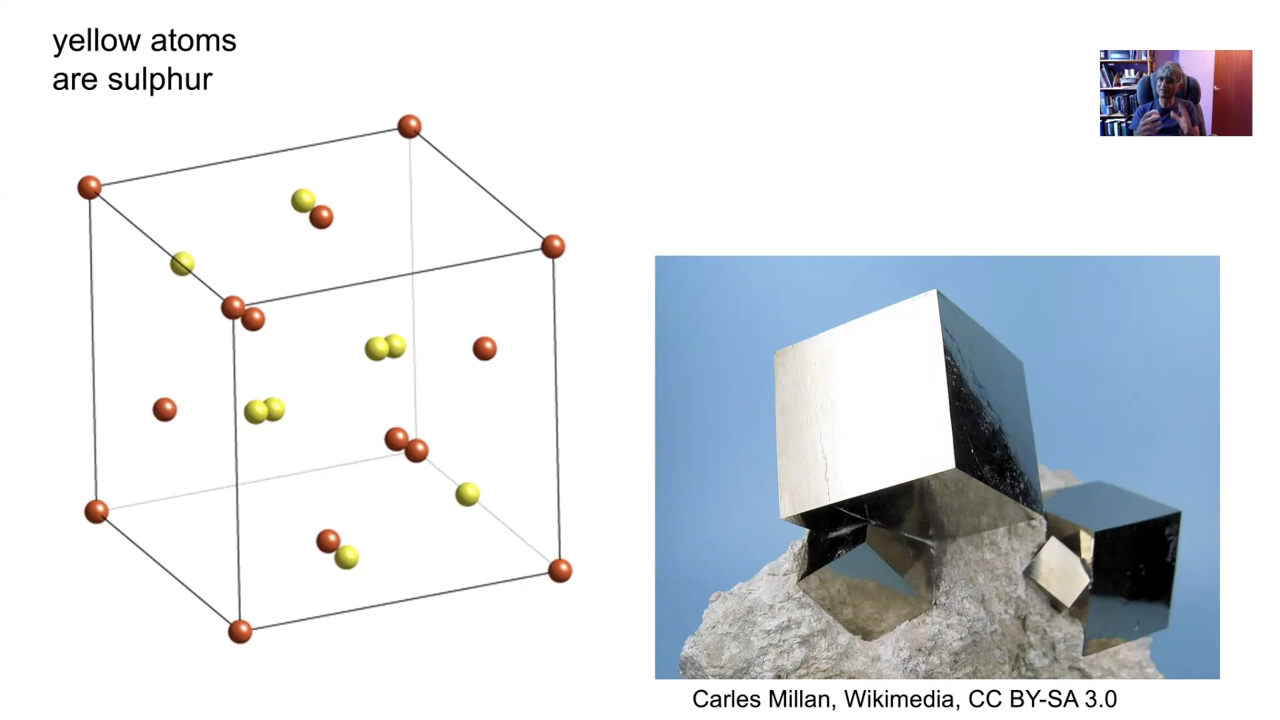 yellow atoms
are sulphur
Carles Millan, Wikimedia, CC BY-SA 3.0